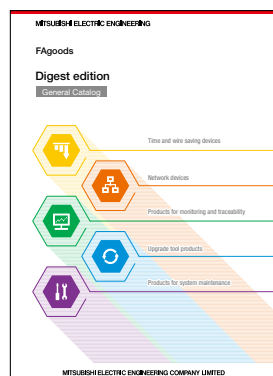 MITSUBISHI ELECTRIC ENGINEERING
FAgoods
Digest edition
General Catalog
Time and wire saving devices
Network devices
Products for monitoring and traceability
Upgrade tool products
Products for system maintenance
MITSUBISHI ELECTRIC ENGINEERING COMPANY LIMITED